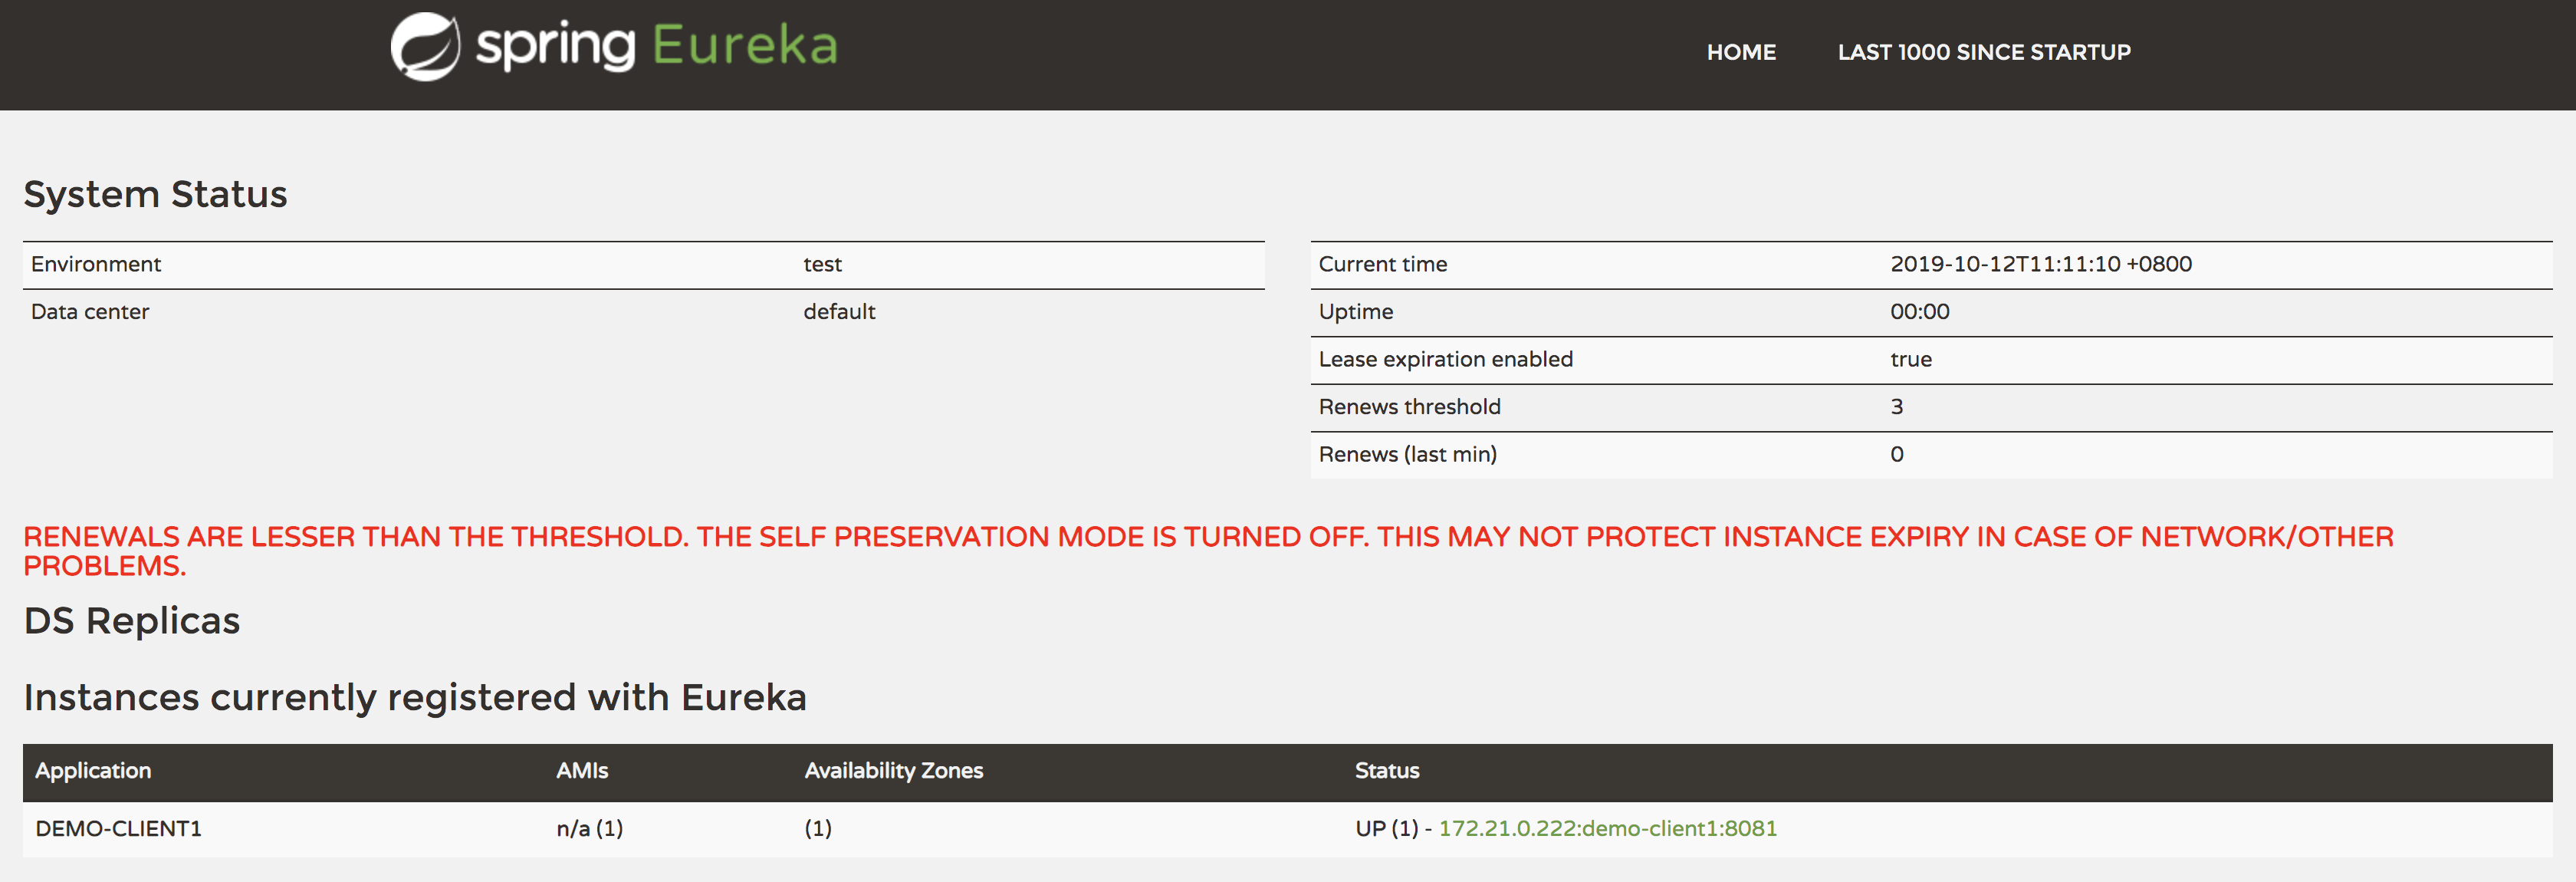 spring Eureka
HOME LAST 1000 SINCE STARTUP
System Status
Environment test
Data center default
Current time 2019-10-12T11:11:10 +0800
Uptime 00:00
Lease expiration enabled true
Renews threshold 3
Renews (last min) 0
RENEWALS ARE LESSER THAN THE THRESHOLD. THE SELF PRESERVATION MODE IS TURNED OFF. THIS MAY NOT PROTECT INSTANCE EXPIRY IN CASE OF NETWORK/OTHER
PROBLEMS.
DS Replicas
Instances currently registered with Eureka
Application AMIs Availability Zones Status
DEMO-CLIENT1 n/a (1) (1) UP (1) - 172.21.0.222:demo-client1:8081